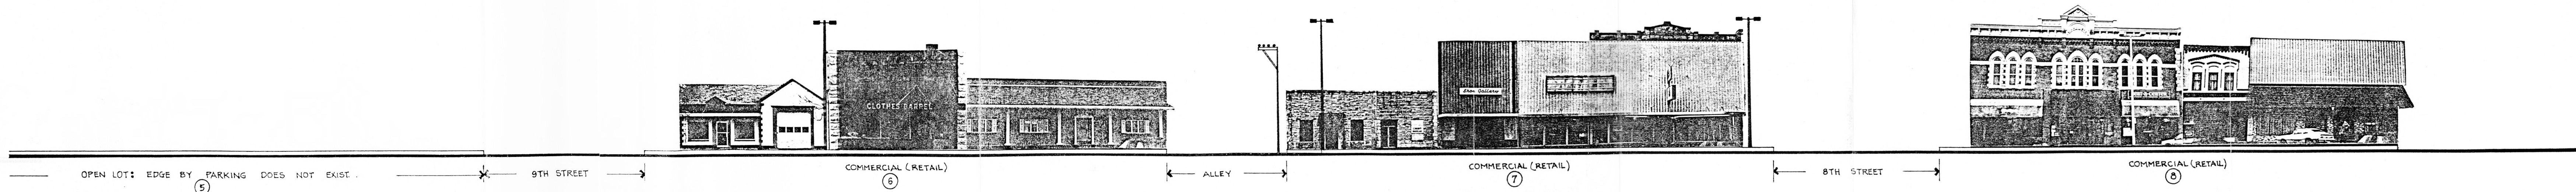 CLOTHES BARREL
Shoe Gallery
OPEN LOT: EDGE BY PARKING DOES NOT EXIST.
5
9TH STREET
COMMERCIAL (RETAIL)
6
ALLEY
COMMERCIAL (RETAIL)
7
8TH STREET
COMMERCIAL (RETAIL)
8